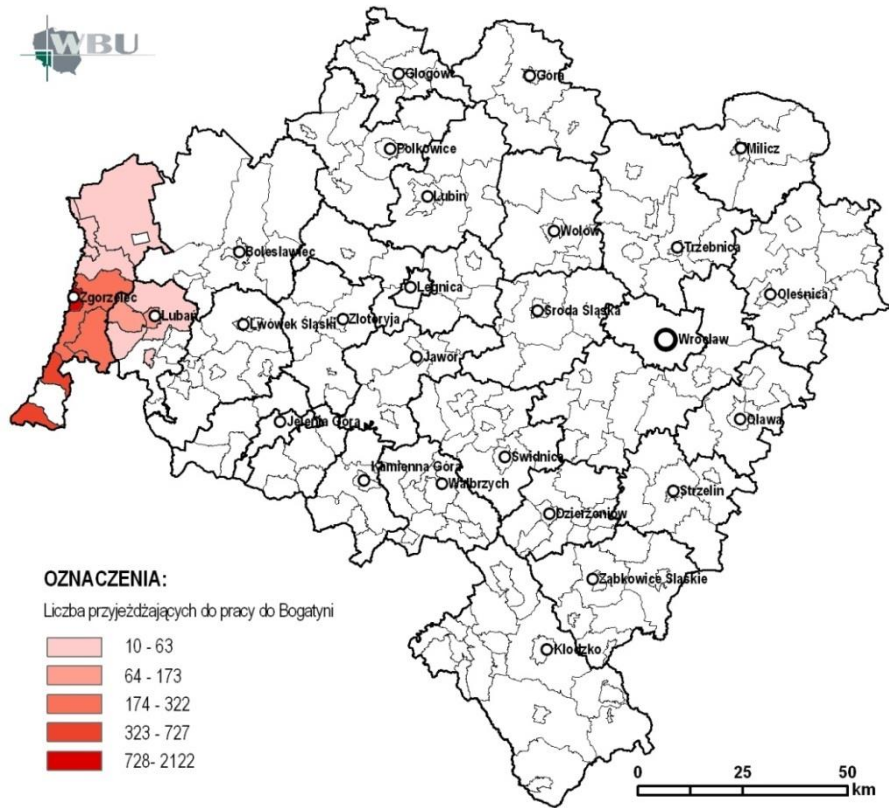 WBU
Głogów
Góra
Polkowice
Milicz
Lubin
Wołów
Trzebnica
Bolesławiec
Legnica
Oleśnica
Zgorzelec
Lubań
Lwówek Śląski
Złotoryja
Środa Śląska
Wrocław
Jawor
Jelenia Góra
Oława
Kamienna Góra
Świdnica
Wałbrzych
Strzelin
Dzierżoniów
Ząbkowice Śląskie
Kłodzko
OZNACZENIA:
Liczba przyjeżdżających do pracy do Bogatyni
10 - 63
64 - 173
174 - 322
323 - 727
728- 2122
0 25 50
km